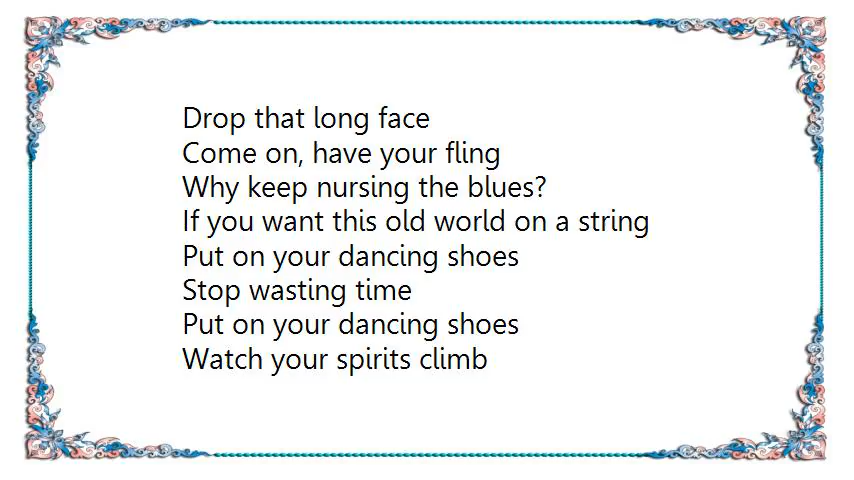 Drop that long face
Come on, have your fling
Why keep nursing the blues?
If you want this old world on a string
Put on your dancing shoes
Stop wasting time
Put on your dancing shoes
Watch your spirits climb